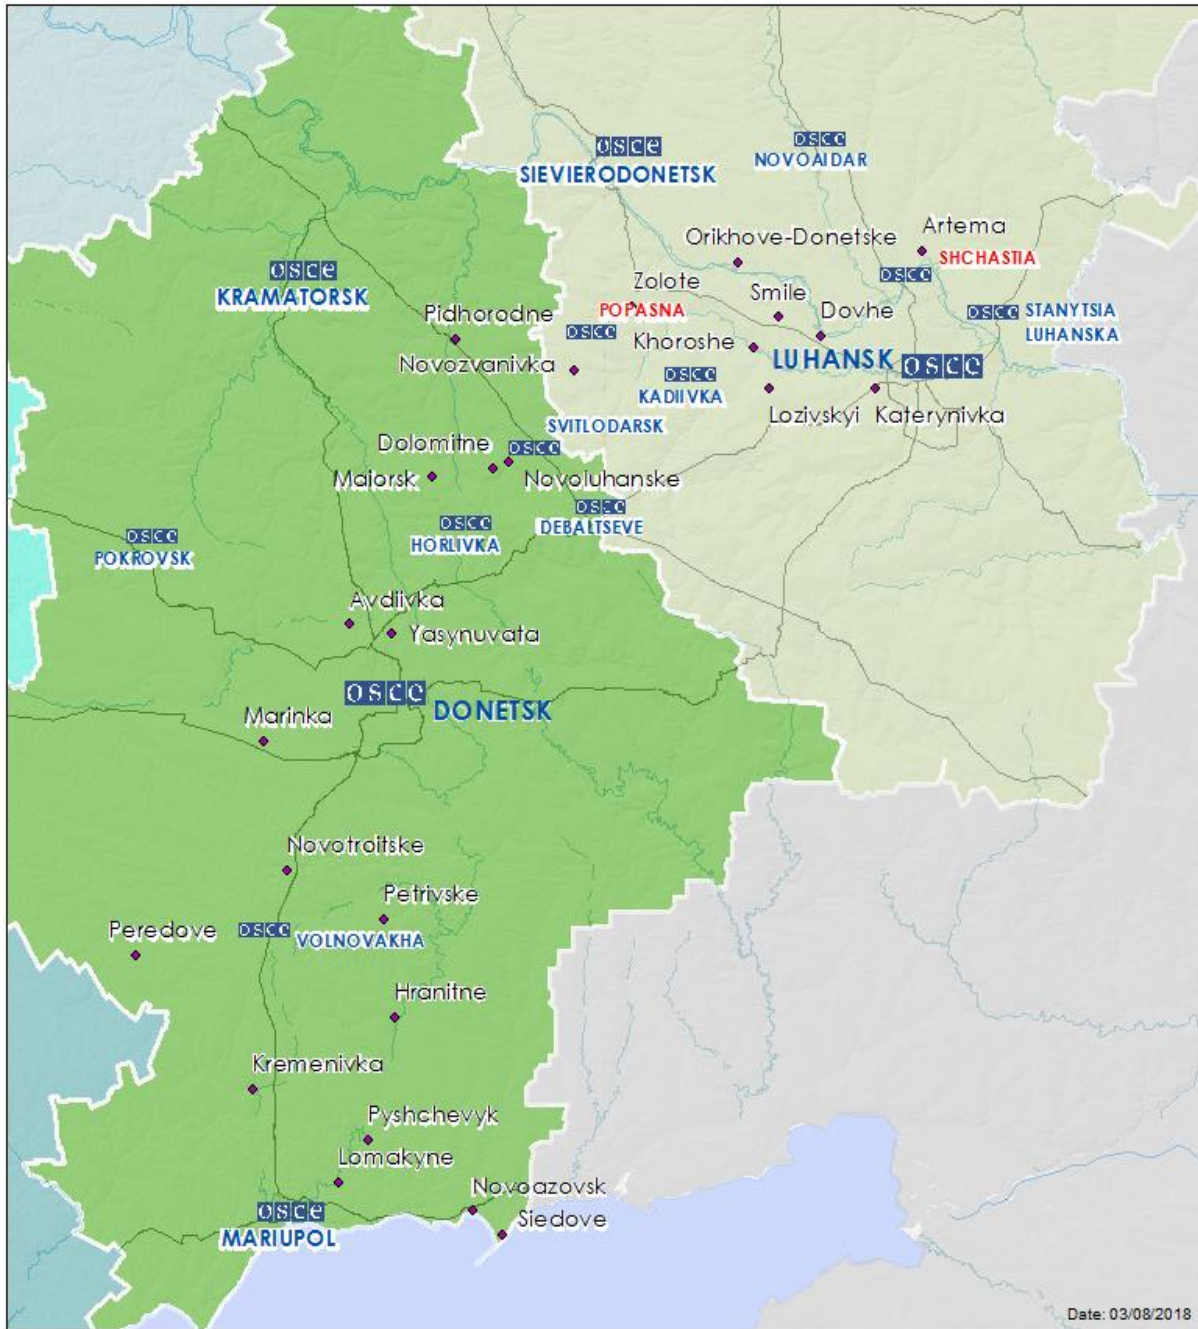 osce
NOVOAIDAR
osce
SIEVIERODONETSK
Orikhove-Donetske
Artema
SHCHASTIA
osce
osce
KRAMATORSK
Zolote
Smile
POPASNA
osce
STANYTSIA
LUHANSKA
Pidhorodne
Dovhe
osce
Khoroshe
Novozvanivka
LUHANSK
osce
osce
KADIIVKA
Lozivskyi
Katerynivka
SVITLODARSK
Dolomitne
osce
Maiorsk
Novoluhanske
osce
DEBALTSEVE
osce
HORLIVKA
osce
POKROVSK
Avdiivka
Yasynuvata
osce
DONETSK
Marinka
Novotroitske
Petrivske
Peredove
osce
VOLNOVAKHA
Hranitne
Kremenivka
Pyshchevyk
Lomakyne
Novoazovsk
osce
Siedove
MARIUPOL
Date: 03/08/2018